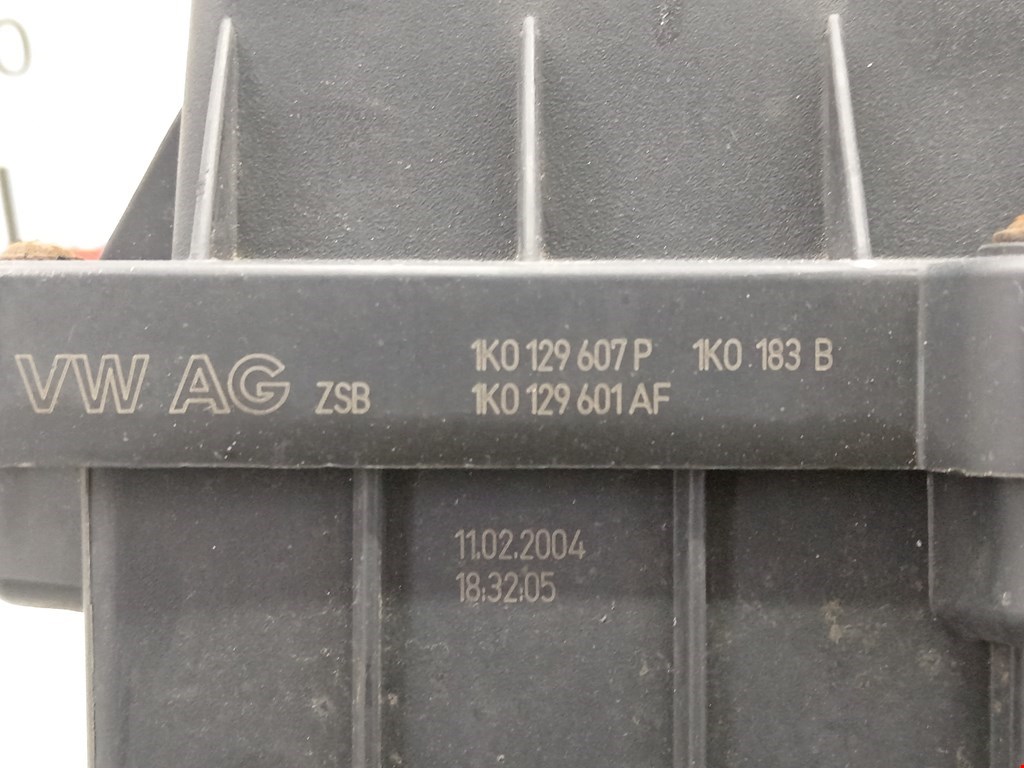 VW AG ZSB
1K0 129 607 P 1K0 183 B
1K0 129 601 AF
11.02.2004
18:32:05